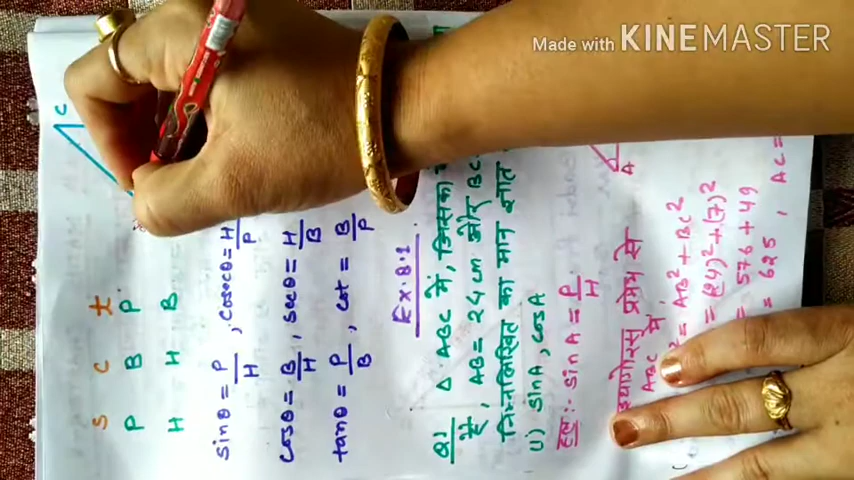 Made with KINEMASTER
C
S C t
P B P
H H B
sinθ = P/H , cosecθ = H/P
cosθ = B/H , secθ = H/B
tanθ = P/B , cot = B/P
Ex. 8.1
Q1 Δ ABC में, जिसका
है, AB = 24 cm और BC
निम्नलिखित का मान ज्ञात
(i) sinA, cosA
हल:- sin A = P/H
A
पाइथागोरस प्रमेय से
ABC में
² = AB² + BC²
= (24)² + (7)²
= 576 + 49
= 625 , AC =